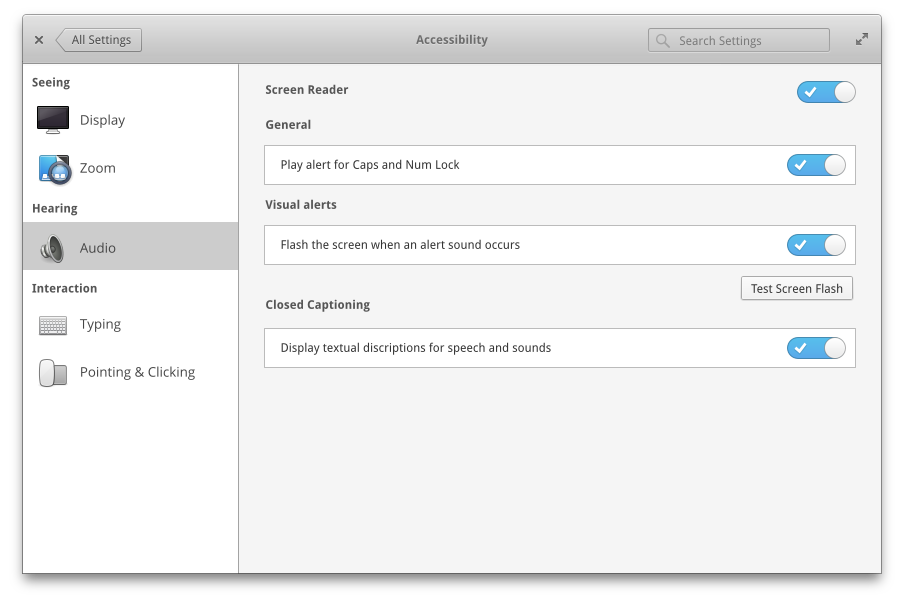 All Settings
Accessibility
Search Settings
Seeing
Display
Zoom
Hearing
Audio
Interaction
Typing
Pointing & Clicking
Screen Reader
General
Play alert for Caps and Num Lock
Visual alerts
Flash the screen when an alert sound occurs
Test Screen Flash
Closed Captioning
Display textual discriptions for speech and sounds